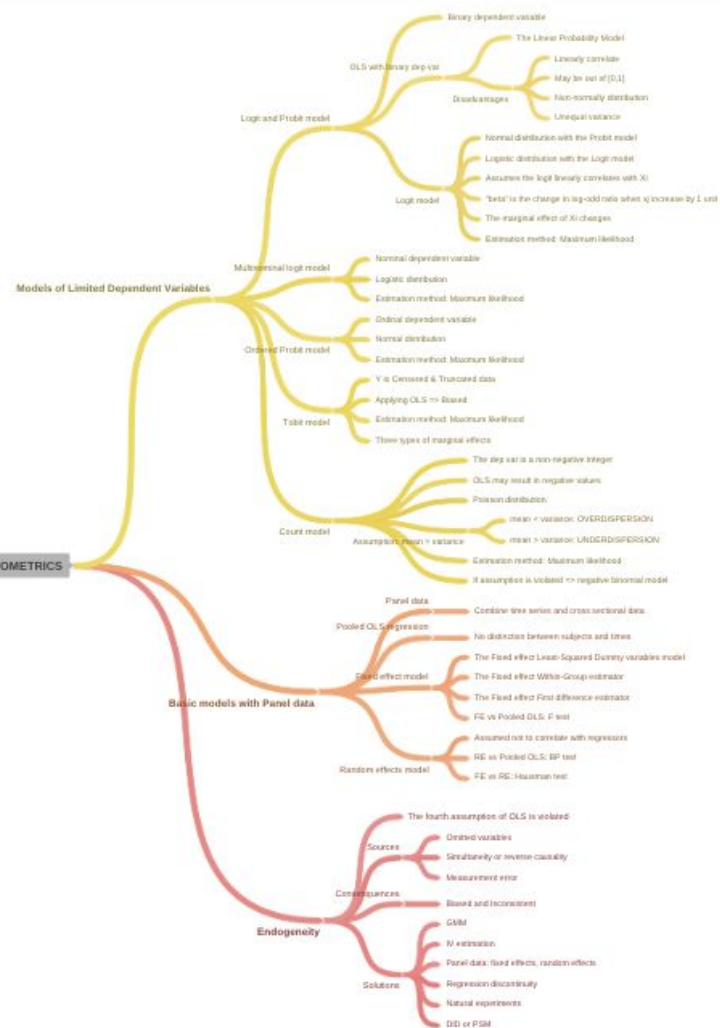 Binary dependent variable
The Linear Probability Model
OLS with binary dep var
Linearly correlate
May be out of [0,1]
Disadvantages
Non-normally distribution
Unequal variance
Logit and Probit model
Normal distribution with the Probit model
Logistic distribution with the Logit model
Assumes the logit linearly correlates with Xi
Logit model
"beta" is the change in log-odd ratio when xj increase by 1 unit
The marginal effect of Xi changes
Estimation method: Maximum likelihood
Models of Limited Dependent Variables
Nominal dependent variable
Multinominal logit model
Logistic distribution
Estimation method: Maximum likelihood
Ordinal dependent variable
Normal distribution
Ordered Probit model
Estimation method: Maximum likelihood
Y is Censored & Truncated data
Applying OLS => Biased
Tobit model
Estimation method: Maximum likelihood
Three types of marginal effects
The dep var is a non-negative integer
OLS may result in negative values
Poisson distribution
Count model
mean < variance: OVERDISPERSION
Assumption: mean = variance
mean > variance: UNDERDISPERSION
Estimation method: Maximum likelihood
If assumption is violated => negative binormal model
OMETRICS
Panel data
Combine time series and cross sectional data
Pooled OLS regression
No distinction between subjects and times
The Fixed effect Least-Squared Dummy variables model
Fixed effect model
The Fixed effect Within-Group estimator
The Fixed effect First difference estimator
FE vs Pooled OLS: F test
Basic models with Panel data
Assumed not to correlate with regressors
RE vs Pooled OLS: BP test
Random effects model
FE vs RE: Hausman test
The fourth assumption of OLS is violated
Omitted variables
Sources
Simultaneity or reverse causality
Measurement error
Consequences
Biased and Inconsistent
Endogeneity
GMM
IV estimation
Panel data: fixed effects, random effects
Solutions
Regression discontinuity
Natural experiments
DID or PSM